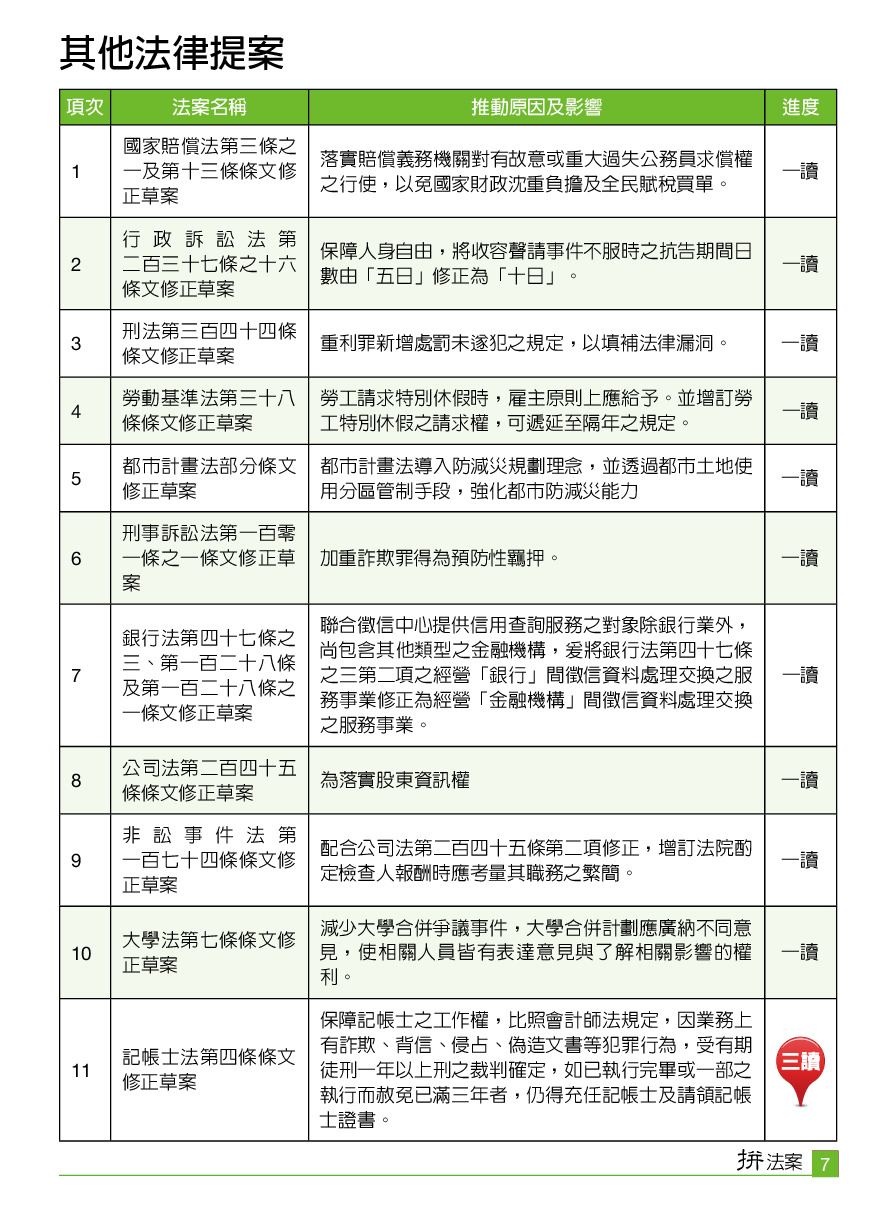 其他法律提案
項次 法案名稱 推動原因及影響 進度
1
國家賠償法第三條之
一及第十三條條文修
正草案
落實賠償義務機關對有故意或重大過失公務員求償權
之行使，以免國家財政沈重負擔及全民賦稅買單。
一讀
2
行政訴訟法第
二百三十七條之十六
條文修正草案
保障人身自由，將收容聲請事件不服時之抗告期間日
數由「五日」修正為「十日」。
一讀
3
刑法第三百四十四條
條文修正草案
重利罪新增處罰未遂犯之規定，以填補法律漏洞。
一讀
4
勞動基準法第三十八
條條文修正草案
勞工請求特別休假時，雇主原則上應給予。並增訂勞
工特別休假之請求權，可遞延至隔年之規定。
一讀
5
都市計畫法部分條文
修正草案
都市計畫法導入防減災規劃理念，並透過都市土地使
用分區管制手段，強化都市防減災能力
一讀
6
刑事訴訟法第一百零
一條之一條文修正草
案
加重詐欺罪得為預防性羈押。
一讀
7
銀行法第四十七條之
三、第一百二十八條
及第一百二十八條之
一條文修正草案
聯合徵信中心提供信用查詢服務之對象除銀行業外，
尚包含其他類型之金融機構，爰將銀行法第四十七條
之三第二項之經營「銀行」間徵信資料處理交換之服
務事業修正為經營「金融機構」間徵信資料處理交換
之服務事業。
一讀
8
公司法第二百四十五
條條文修正草案
為落實股東資訊權
一讀
9
非訟事件法第
一百七十四條條文修
正草案
配合公司法第二百四十五條第二項修正，增訂法院酌
定檢查人報酬時應考量其職務之繁簡。
一讀
10
大學法第七條條文修
正草案
減少大學合併爭議事件，大學合併計劃應廣納不同意
見，使相關人員皆有表達意見與了解相關影響的權
利。
一讀
11
記帳士法第四條條文
修正草案
保障記帳士之工作權，比照會計師法規定，因業務上
有詐欺、背信、侵占、偽造文書等犯罪行為，受有期
徒刑一年以上刑之裁判確定，如已執行完畢或一部之
執行而赦免已滿三年者，仍得充任記帳士及請領記帳
士證書。
三讀
拚法案 7